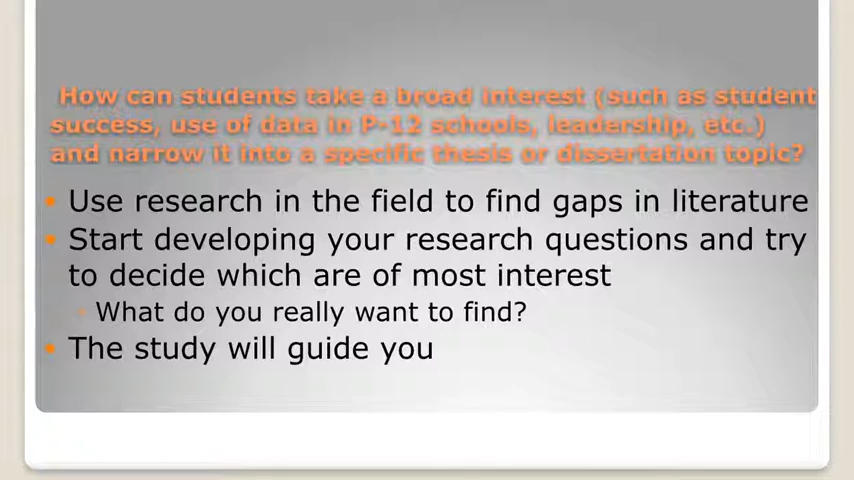 How can students take a broad interest (such as student
success, use of data in P-12 schools, leadership, etc.)
and narrow it into a specific thesis or dissertation topic?
• Use research in the field to find gaps in literature
• Start developing your research questions and try
to decide which are of most interest
◦ What do you really want to find?
• The study will guide you